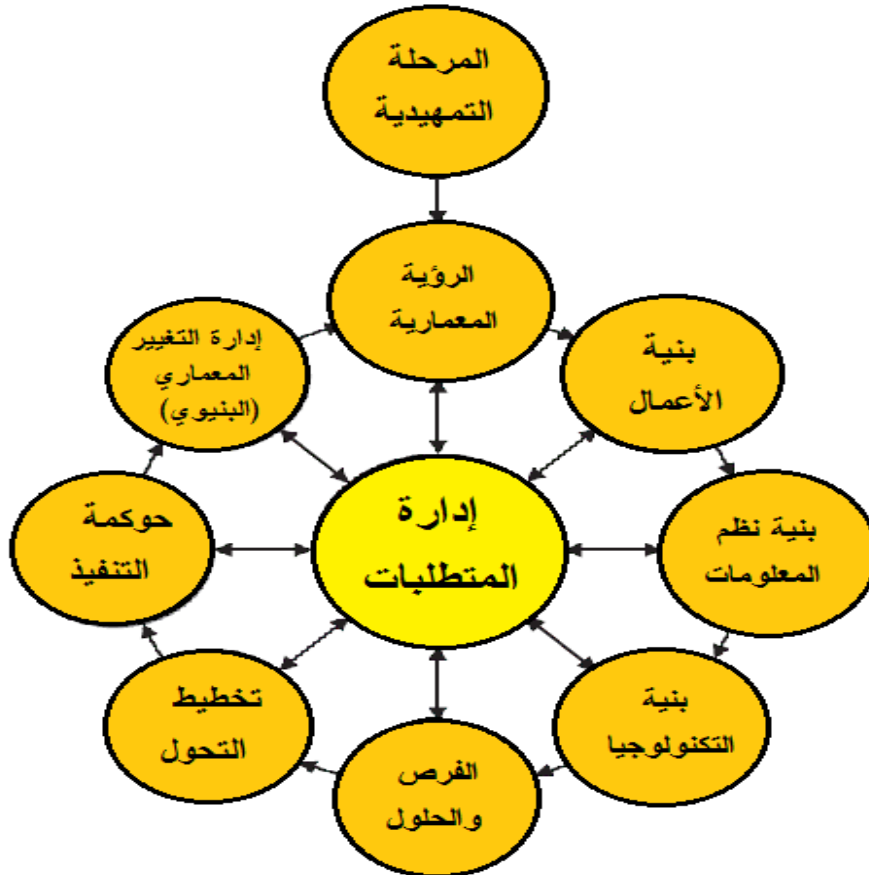 المرحلة
التمهيدية
الرؤية
المعمارية
بنية
الأعمال
بنية نظم
المعلومات
بنية
التكنولوجيا
الفرص
والحلول
تخطيط
التحول
حوكمة
التنفيذ
إدارة التغيير
المعماري
(البنيوي)
إدارة
المتطلبات